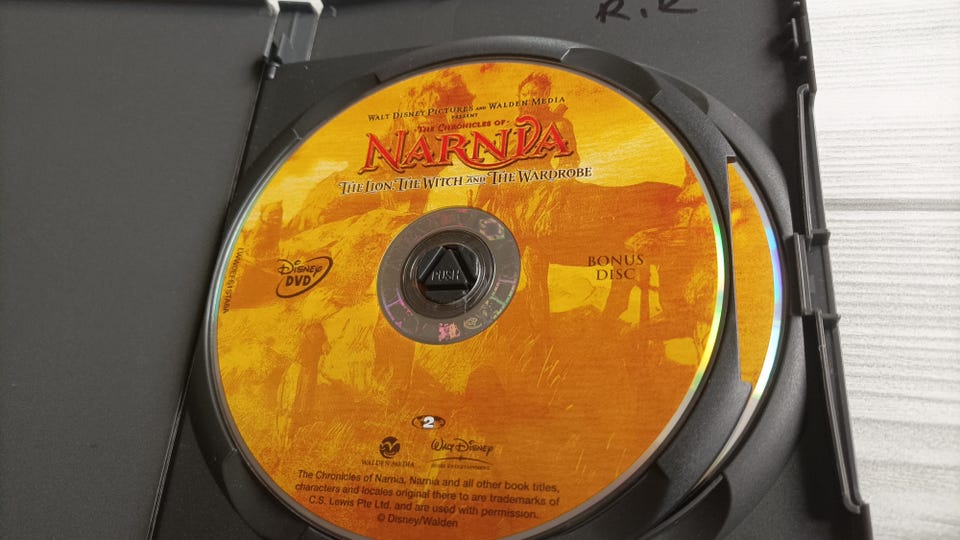 R.R
WALT DISNEY PICTURES AND WALDEN MEDIA
PRESENT
THE CHRONICLES OF
NARNIA
THE LION, THE WITCH AND THE WARDROBE
DISNEY
DVD
PUSH
BONUS
DISC
2
WALDEN MEDIA
WALT DISNEY
HOME ENTERTAINMENT
The Chronicles of Narnia, Narnia and all other book titles,
characters and locales original there to are trademarks of
C.S. Lewis Pte Ltd. and are used with permission.
© Disney/Walden